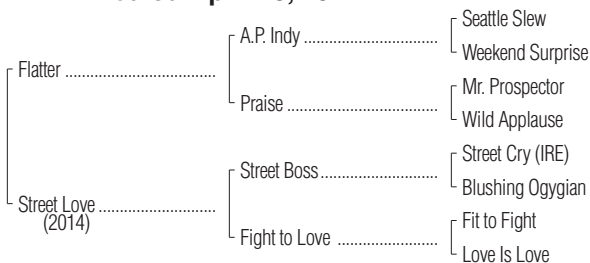 Seattle Slew
A.P. Indy ....................................
Weekend Surprise
Flatter .........................................
Mr. Prospector
Praise ........................................
Wild Applause
Street Cry (IRE)
Street Boss ................................
Blushing Ogygian
Street Love ................................
(2014)
Fit to Fight
Fight to Love ............................
Love Is Love